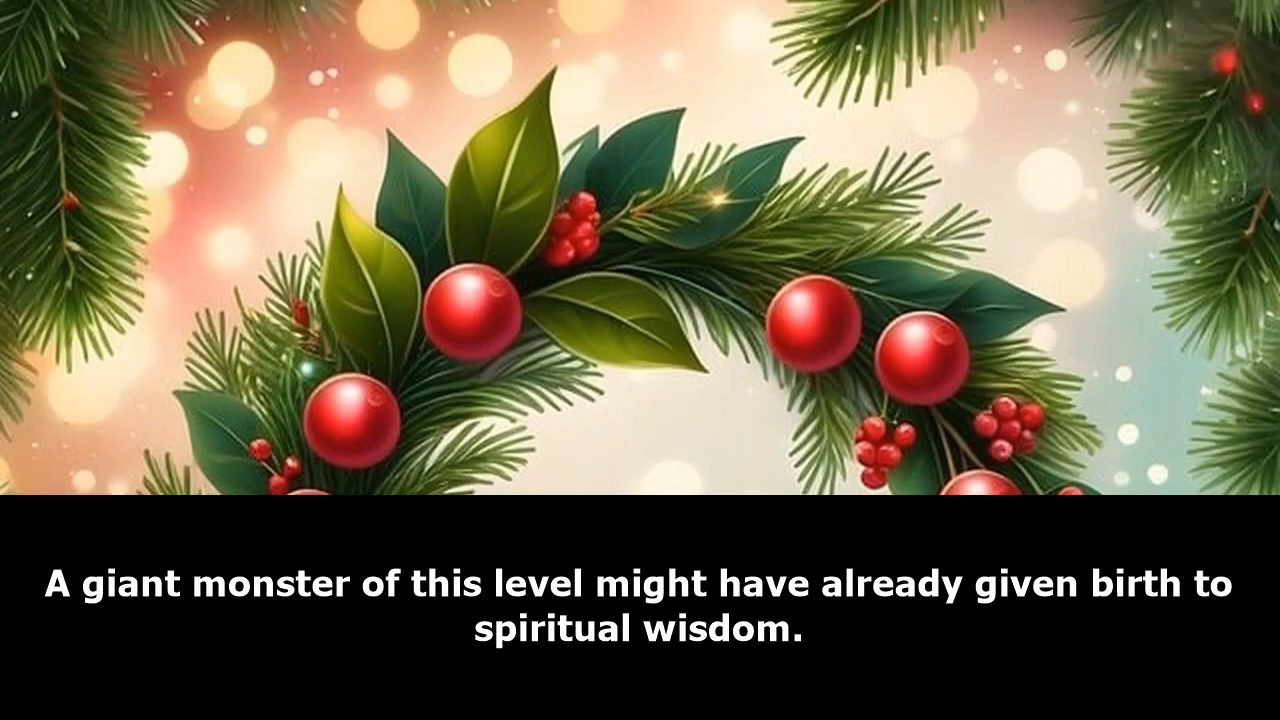 A giant monster of this level might have already given birth to
spiritual wisdom.